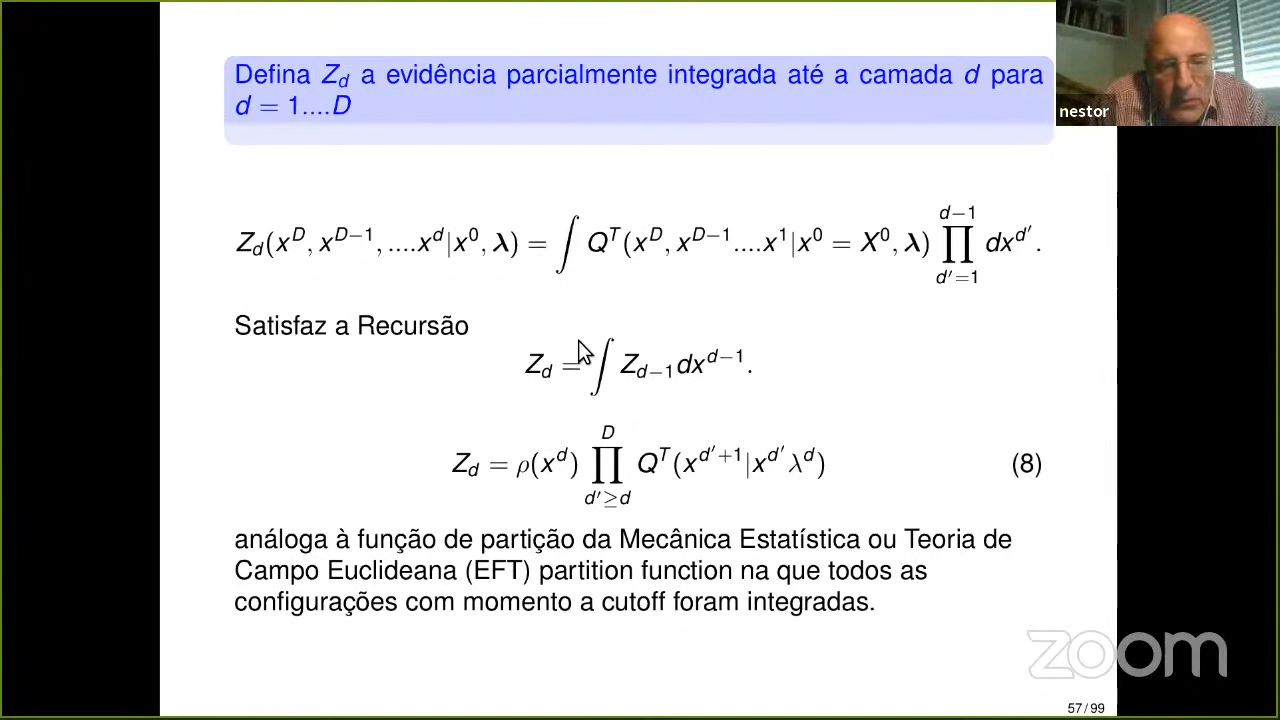 Defina Z_d a evidência parcialmente integrada até a camada d para
d = 1....D
nestor
Z_d(x^D, x^{D−1}, ....x^d|x^0, λ) = ∫ Q^T(x^D, x^{D−1}....x^1|x^0 = X^0, λ) ∏_{d′=1}^{d−1} dx^{d′}.
Satisfaz a Recursão
Z_d = ∫ Z_{d−1}dx^{d−1}.
Z_d = ρ(x^d) ∏_{d′≥d}^{D} Q^T(x^{d′+1}|x^{d′}λ^d) (8)
análoga à função de partição da Mecânica Estatística ou Teoria de
Campo Euclideana (EFT) partition function na que todos as
configurações com momento a cutoff foram integradas.
zoom
57/99